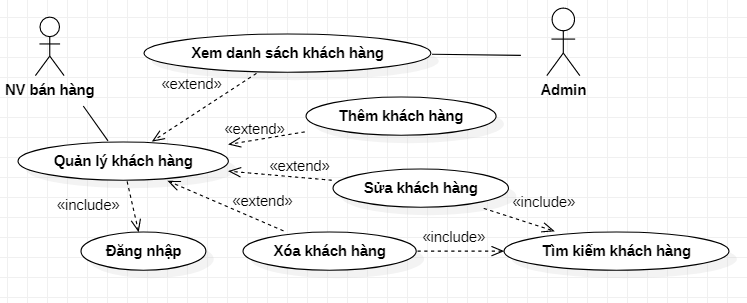 Xem danh sách khách hàng
«extend»
NV bán hàng
Admin
Thêm khách hàng
«extend»
Quản lý khách hàng
«extend»
Sửa khách hàng
«include»
«extend»
«include»
Đăng nhập
Xóa khách hàng
«include»
Tìm kiếm khách hàng